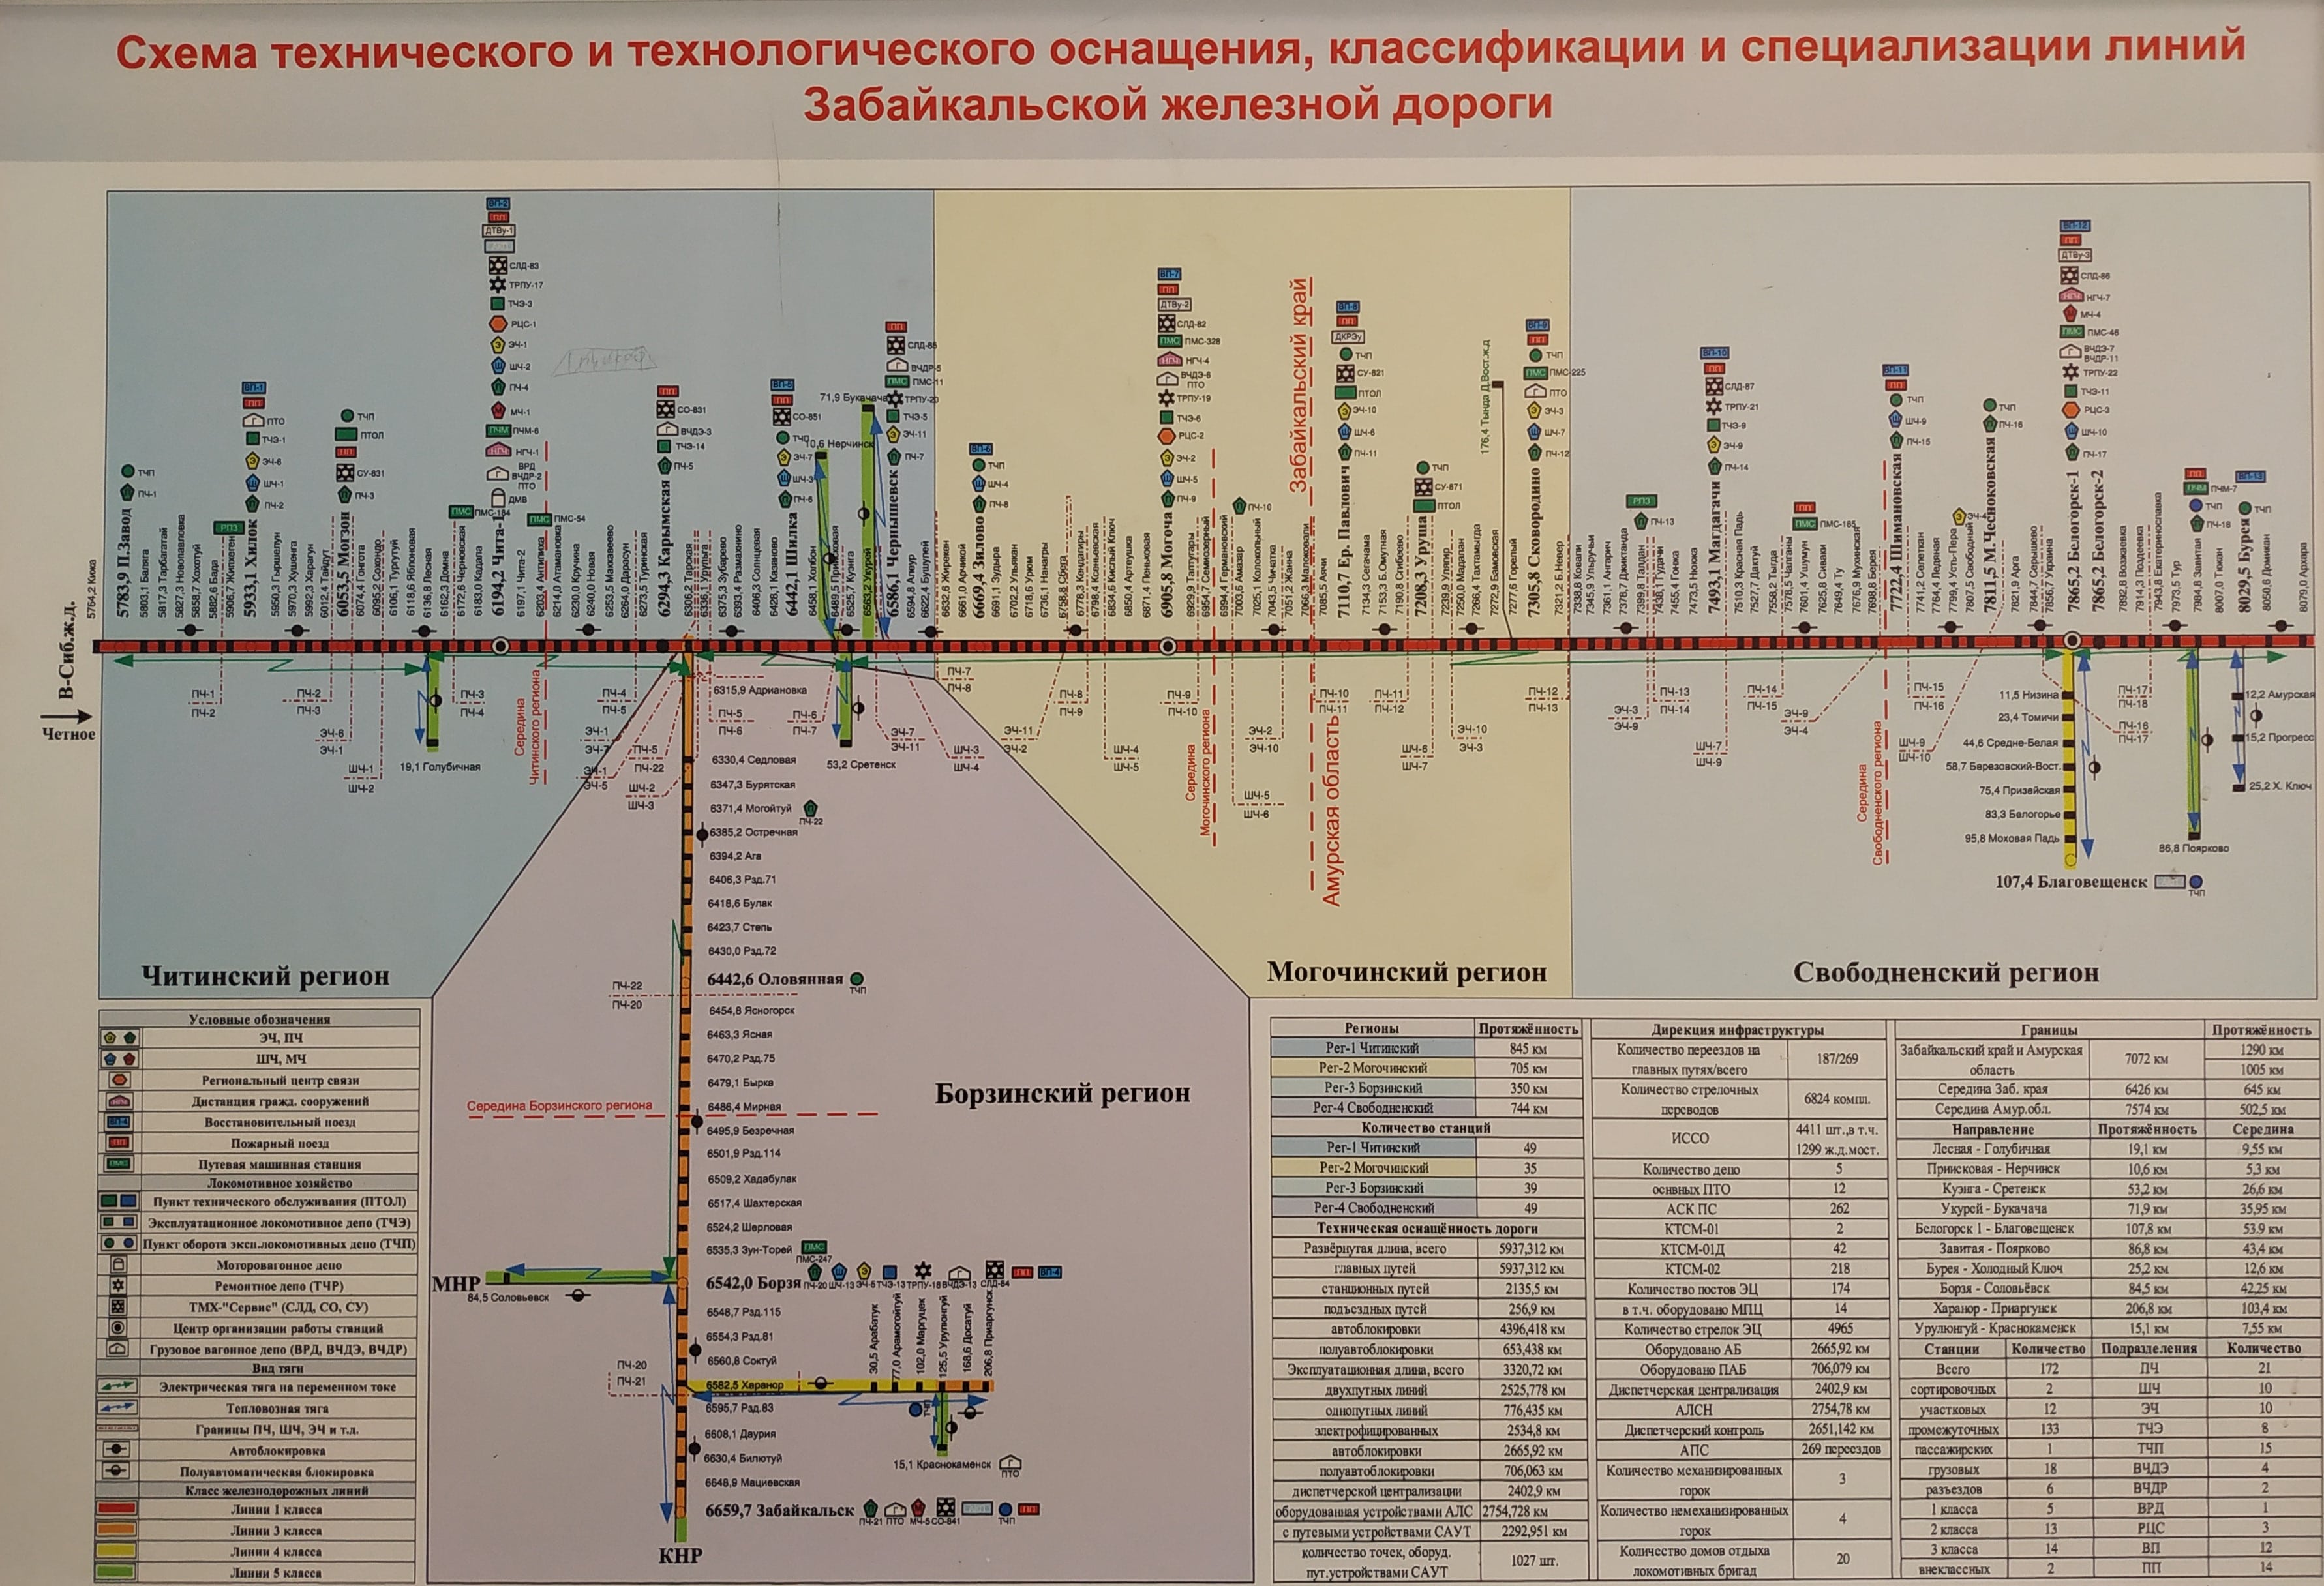 Схема технического и технологического оснащения, классификации и специализации линий
Забайкальской железной дороги
В-Сиб.ж.д.
Четное
5764,2 Кижа
5783,9 П.Завод
5803,1 Баляга
5817,3 Тарбагатай
5827,3 Новопавловка
5858,7 Хохотуй
5882,6 Бада
5906,7 Жипхеген
5933,1 Хилок
5950,3 Гыршелун
5970,3 Хушенга
5992,3 Харагун
6012,4 Гайдут
6053,5 Могзон
6074,4 Гонгота
6095,2 Сохондо
6106,1 Тургутуй
6118,6 Яблоновая
6136,8 Лесная
6162,3 Домна
6172,6 Черновская
6183,0 Кадала
6194,2 Чита-1
6197,1 Чита-2
6203,4 Антипиха
6214,0 Атамановка
6230,0 Кручина
6240,0 Новая
6253,5 Маккавеево
6264,0 Дарасун
6273,5 Туринская
6294,3 Карымская
6375,3 Зубарево
6393,4 Размахнино
6406,3 Солнцевая
6428,1 Казаново
6442,1 Шилка
6458,1 Холбон
6489,5 Приисковая
6525,7 Куэнга
6563,2 Укурей
6586,1 Чернышевск
6594,8 Алеур
6622,4 Бушулей
6632,6 Жирекен
6661,0 Арчикой
6669,4 Зилово
6691,1 Зудыра
6702,2 Ульякан
6718,6 Урюм
6738,1 Нанагры
6758,8 Сбега
6778,3 Кендагиры
6798,4 Ксеньевская
6834,6 Кислый Ключ
6850,4 Артеушка
6871,4 Пеньковая
6905,8 Могоча
6929,9 Таптугары
6954,7 Семиозерный
6994,4 Германовский
7003,6 Амазар
7025,1 Колокольный
7043,5 Чичатка
7051,2 Жанна
7085,5 Аячи
7110,7 Ер. Павлович
7134,3 Сегачама
7153,3 Б.Омутная
7190,8 Сгибеево
7208,3 Уруша
7239,9 Улягир
7250,0 Мадалан
7266,4 Тахтамыгда
7272,9 Бамовская
7277,6 Горелый
176,4 Тында Д.Вост.ж.д
7305,8 Сковородино
7321,2 Б.Невер
7338,8 Ковали
7345,9 Ульручьи
7361,1 Ангарич
7378,7 Джиктанда
7399,8 Талдан
7438,1 Гудачи
7455,4 Гонжа
7473,5 Нюкжа
7493,1 Магдагачи
7510,3 Красная Падь
7527,7 Дактуй
7558,2 Тыгда
7578,5 Чалганы
7601,4 Ушумун
7625,8 Сиваки
7649,4 Ту
7676,9 Мухинская
7698,8 Берея
7722,4 Шимановская
7741,2 Селеткан
7764,4 Ледяная
7799,4 Усть-Пера
7807,5 Свободный
7811,5 М.Чесноковская
7821,9 Арга
7844,7 Серышево
7856,7 Украина
7865,2 Белогорск-1
7865,2 Белогорск-2
7892,8 Возжаевка
7914,3 Поздеевка
7943,8 Екатеринославка
7973,5 Тур
7984,8 Завитая
8007,0 Тюкан
8029,5 Бурея
8050,6 Домикан
8079,0 Архара
ТЧП
ПЧ-1
РПЗ
ВП-1
ПП
ПТО
ТЧЭ-1
ЭЧ-6
ШЧ-1
ПЧ-2
ТЧП
ПТОЛ
ПП
СУ-831
ПЧ-3
ВП-2
ПП
ДТВу-1
СЛД-83
ТРПУ-17
ТЧЭ-3
РЦС-1
ЭЧ-1
ШЧ-2
ПЧ-4
МЧ-1
ПЧМ ПЧМ-6
НГЧ-1
ВРД
ВЧДР-2
ПТО
ДМВ
ПМС ПМС-184
ПМС ПМС-54
ПП
СО-831
ВЧДЭ-3
ТЧЭ-14
ПЧ-5
ВП-5
ПП
СО-851
ТЧП
ЭЧ-7
ШЧ-3
ПЧ-6
10,6 Нерчинск
71,9 Букачача
ПП
СЛД-85
ВЧДР-5
ПМС ПМС-11
ТРПУ-20
ТЧЭ-5
ЭЧ-11
ПЧ-7
ВП-6
ТЧП
ШЧ-4
ПЧ-8
ВП-7
ПП
ДТВу-2
СЛД-82
ПМС ПМС-328
НГЧ-4
ВЧДЭ-6
ПТО
ТРПУ-19
ТЧЭ-6
РЦС-2
ЭЧ-2
ШЧ-5
ПЧ-9
ПЧ-10
Забайкальский край
Амурская область
ВП-8
ПП
ДКРЭу
ТЧП
СУ-821
ПТОЛ
ЭЧ-10
ШЧ-6
ПЧ-11
ТЧП
СУ-871
ПТОЛ
ВП-9
ПП
ТЧП
ПМС ПМС-225
ПТО
ЭЧ-3
ШЧ-7
ПЧ-12
РПЗ
ПЧ-13
ВП-10
ПП
СЛД-87
ТРПУ-21
ТЧЭ-9
ЭЧ-9
ПЧ-14
ПП
ПМС ПМС-185
ВП-11
ПП
ТЧП
ШЧ-9
ПЧ-15
ЭЧ-4
ТЧП
ПЧ-16
ВП-12
ПП
ДТВу-3
СЛД-86
НГЧ-7
МЧ-4
ПМС ПМС-46
ВЧДЭ-7
ВЧДР-11
ТРПУ-22
ТЧЭ-11
РЦС-3
ШЧ-10
ПЧ-17
ПП
ПЧМ ПЧМ-7
ТЧП
ПЧ-18
ВП-13
ТЧП
ПЧ-1
ПЧ-2
ПЧ-2
ПЧ-3
ЭЧ-6
ЭЧ-1
ШЧ-1
ШЧ-2
19,1 Голубичная
ПЧ-3
ПЧ-4
Середина
Читинского региона
ПЧ-4
ПЧ-5
ЭЧ-1
ЭЧ-7
ЭЧ-1
ЭЧ-5
ПЧ-5
ПЧ-22
ШЧ-2
ШЧ-3
ПЧ-5
ПЧ-6
ПЧ-6
ПЧ-7
53,2 Сретенск
ЭЧ-7
ЭЧ-11
ПЧ-7
ПЧ-8
ШЧ-3
ШЧ-4
ЭЧ-11
ЭЧ-2
ПЧ-8
ПЧ-9
ШЧ-4
ШЧ-5
ПЧ-9
ПЧ-10
Середина
Могочинского региона
ЭЧ-2
ЭЧ-10
ШЧ-5
ШЧ-6
ПЧ-10
ПЧ-11
ПЧ-11
ПЧ-12
ШЧ-6
ШЧ-7
ЭЧ-10
ЭЧ-3
ПЧ-12
ПЧ-13
ЭЧ-3
ЭЧ-9
ПЧ-13
ПЧ-14
ШЧ-7
ШЧ-9
ПЧ-14
ПЧ-15
ЭЧ-9
ЭЧ-4
Середина
Свободненского региона
ПЧ-15
ПЧ-16
ШЧ-9
ШЧ-10
11,5 Низина
23,4 Томичи
44,6 Средне-Белая
58,7 Березовский-Вост.
75,4 Призейская
83,3 Белогорье
95,8 Моховая Падь
107,4 Благовещенск
ТЧП
ПЧ-17
ПЧ-18
ПЧ-16
ПЧ-17
86,8 Поярково
12,2 Амурская
15,2 Прогресс
25,2 Х. Ключ
6315,9 Адриановка
6330,4 Седловая
6347,3 Бурятская
6371,4 Могойтуй
ПЧ-22
6385,2 Остречная
6394,2 Ага
6406,3 Рзд.71
6418,6 Булак
6423,7 Степь
6430,0 Рзд.72
6442,6 Оловянная
ТЧП
ПЧ-22
ПЧ-20
6454,8 Ясногорск
6463,3 Ясная
6470,2 Рзд.75
6479,1 Бырка
6486,4 Мирная
Середина Борзинского региона
6495,9 Безречная
6501,9 Рзд.114
6509,2 Хадабулак
6517,4 Шахтерская
6524,2 Шерловая
6535,3 Зун-Торей
ПМС
ПМС-247
МНР
84,5 Соловьевск
6542,0 Борзя
ПЧ-20 ШЧ-13 ЭЧ-5 ТЧЭ-13 ТРПУ-18 ВЧДЭ-13 СЛД-84 ПП ВП-4
6548,7 Рзд.115
6554,3 Рзд.81
6560,8 Соктуй
ПЧ-20
ПЧ-21
6582,5 Харанор
30,5 Арабатук
77,0 Арамогойтуй
102,0 Маргуцек
125,5 Урулюнгуй
168,6 Досатуй
206,8 Приаргунск
ТЧП
6595,7 Рзд.83
6608,1 Даурия
6630,4 Билютуй
6648,9 Мациевская
15,1 Краснокаменск
ПТО
6659,7 Забайкальск
ПЧ-21 ПТО МЧ-5 СО-841 ТЧП ПП
КНР
Читинский регион
Борзинский регион
Могочинский регион
Свободненский регион
Условные обозначения
ЭЧ, ПЧ
ШЧ, МЧ
Региональный центр связи
Дистанция гражд. сооружений
Восстановительный поезд
Пожарный поезд
Путевая машинная станция
Локомотивное хозяйство
Пункт технического обслуживания (ПТОЛ)
Эксплуатационное локомотивное депо (ТЧЭ)
Пункт оборота эксп.локомотивных депо (ТЧП)
Моторовагонное депо
Ремонтное депо (ТЧР)
ТМХ-"Сервис" (СЛД, СО, СУ)
Центр организации работы станций
Грузовое вагонное депо (ВРД, ВЧДЭ, ВЧДР)
Вид тяги
Электрическая тяга на переменном токе
Тепловозная тяга
Границы ПЧ, ШЧ, ЭЧ и т.д.
Автоблокировка
Полуавтоматическая блокировка
Класс железнодорожных линий
Линии 1 класса
Линии 3 класса
Линии 4 класса
Линии 5 класса
Регионы Протяжённость
Рег-1 Читинский 845 км
Рег-2 Могочинский 705 км
Рег-3 Борзинский 350 км
Рег-4 Свободненский 744 км
Количество станций
Рег-1 Читинский 49
Рег-2 Могочинский 35
Рег-3 Борзинский 39
Рег-4 Свободненский 49
Техническая оснащённость дороги
Развёрнутая длина, всего 5937,312 км
главных путей 5937,312 км
станционных путей 2135,5 км
подъездных путей 256,9 км
автоблокировки 4396,418 км
полуавтоблокировки 653,438 км
Эксплуатационная длина, всего 3320,72 км
двухпутных линий 2525,778 км
однопутных линий 776,435 км
электрофицированных 2534,8 км
автоблокировки 2665,92 км
полуавтоблокировки 706,063 км
диспетчерской централизации 2402,9 км
оборудованная устройствами АЛС 2754,728 км
с путевыми устройствами САУТ 2292,951 км
количество точек, оборуд.
пут.устройствами САУТ 1027 шт.
Дирекция инфраструктуры
Количество переездов на
главных путях/всего 187/269
Количество стрелочных
переводов 6824 компл.
ИССО 4411 шт.,в т.ч.
1299 ж.д.мост.
Количество депо 5
оснвных ПТО 12
АСК ПС 262
КТСМ-01 2
КТСМ-01Д 42
КТСМ-02 218
Количество постов ЭЦ 174
в т.ч. оборудовано МПЦ 14
Количество стрелок ЭЦ 4965
Оборудовано АБ 2665,92 км
Оборудовано ПАБ 706,079 км
Диспетчерская централизация 2402,9 км
АЛСН 2754,78 км
Диспетчерский контроль 2651,142 км
АПС 269 переездов
Количество механизированных
горок 3
Количество немеханизированных
горок 4
Количество домов отдыха
локомотивных бригад 20
Границы Протяжённость
Забайкальский край и Амурская
область 7072 км 1290 км
1005 км
Середина Заб. края 6426 км 645 км
Середина Амур.обл. 7574 км 502,5 км
Направление Протяжённость Середина
Лесная - Голубичная 19,1 км 9,55 км
Приисковая - Нерчинск 10,6 км 5,3 км
Куэнга - Сретенск 53,2 км 26,6 км
Укурей - Букачача 71,9 км 35,95 км
Белогорск 1 - Благовещенск 107,8 км 53.9 км
Завитая - Поярково 86,8 км 43,4 км
Бурея - Холодный Ключ 25,2 км 12,6 км
Борзя - Соловьёвск 84,5 км 42,25 км
Харанор - Приаргунск 206,8 км 103,4 км
Урулюнгуй - Краснокаменск 15,1 км 7,55 км
Станции Количество Подразделения Количество
Всего 172 ПЧ 21
сортировочных 2 ШЧ 10
участковых 12 ЭЧ 10
промежуточных 133 ТЧЭ 8
пассажирских 1 ТЧП 15
грузовых 18 ВЧДЭ 4
разъездов 6 ВЧДР 2
1 класса 5 ВРД 1
2 класса 13 РЦС 3
3 класса 14 ВП 12
внеклассных 2 ПП 14